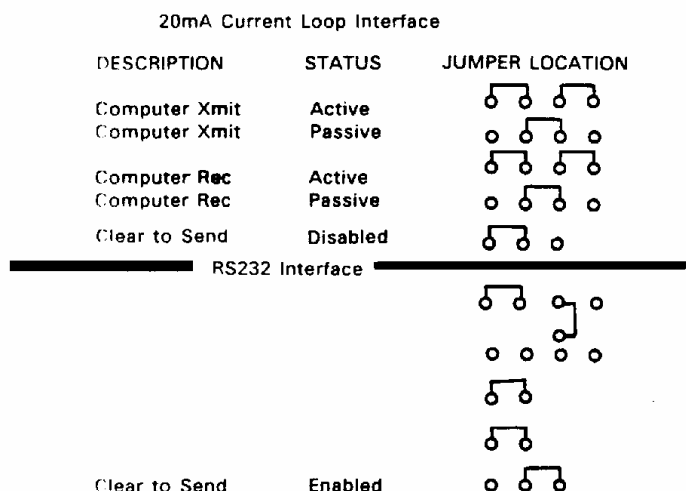 20mA Current Loop Interface
DESCRIPTION STATUS JUMPER LOCATION
Computer Xmit Active
Computer Xmit Passive
Computer Rec Active
Computer Rec Passive
Clear to Send Disabled
RS232 Interface
Clear to Send Enabled